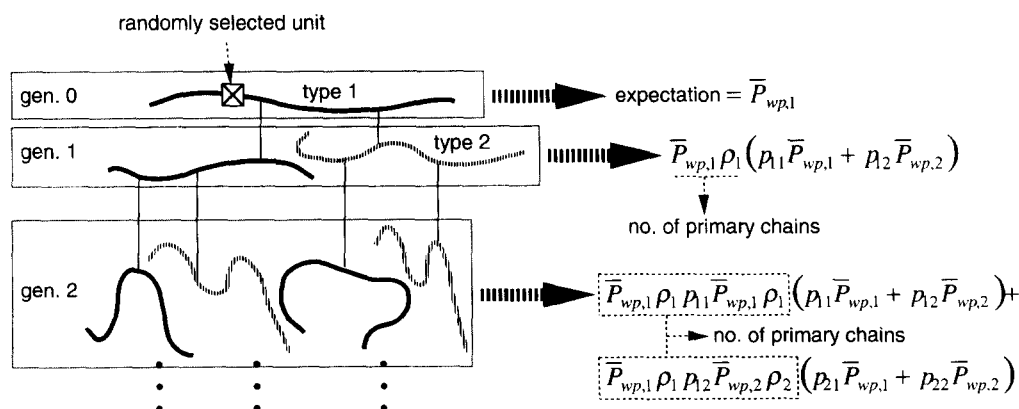 randomly selected unit
gen. 0
type 1
expectation = P̅wp,1
gen. 1
type 2
P̅wp,1 ρ1 (p11 P̅wp,1 + p12 P̅wp,2)
no. of primary chains
gen. 2
P̅wp,1 ρ1 p11 P̅wp,1 ρ1 (p11 P̅wp,1 + p12 P̅wp,2) +
no. of primary chains
P̅wp,1 ρ1 p12 P̅wp,2 ρ2 (p21 P̅wp,1 + p22 P̅wp,2)